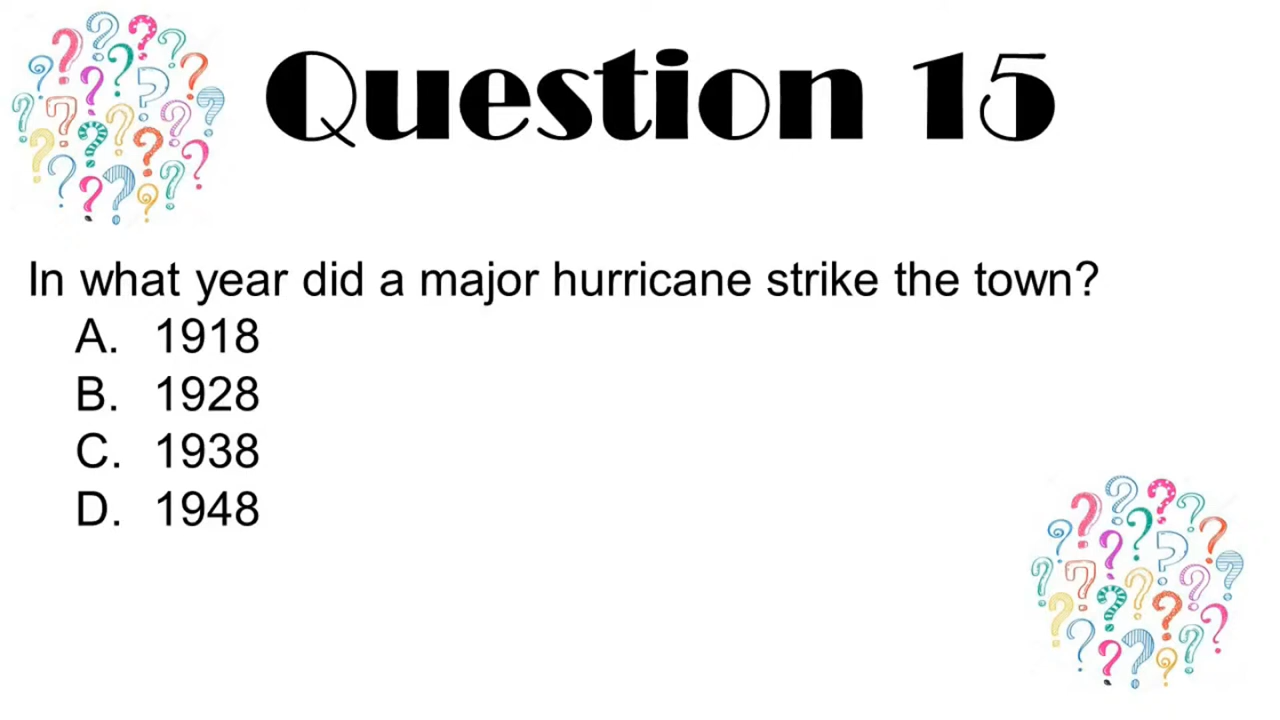 Question 15
In what year did a major hurricane strike the town?
A. 1918
B. 1928
C. 1938
D. 1948